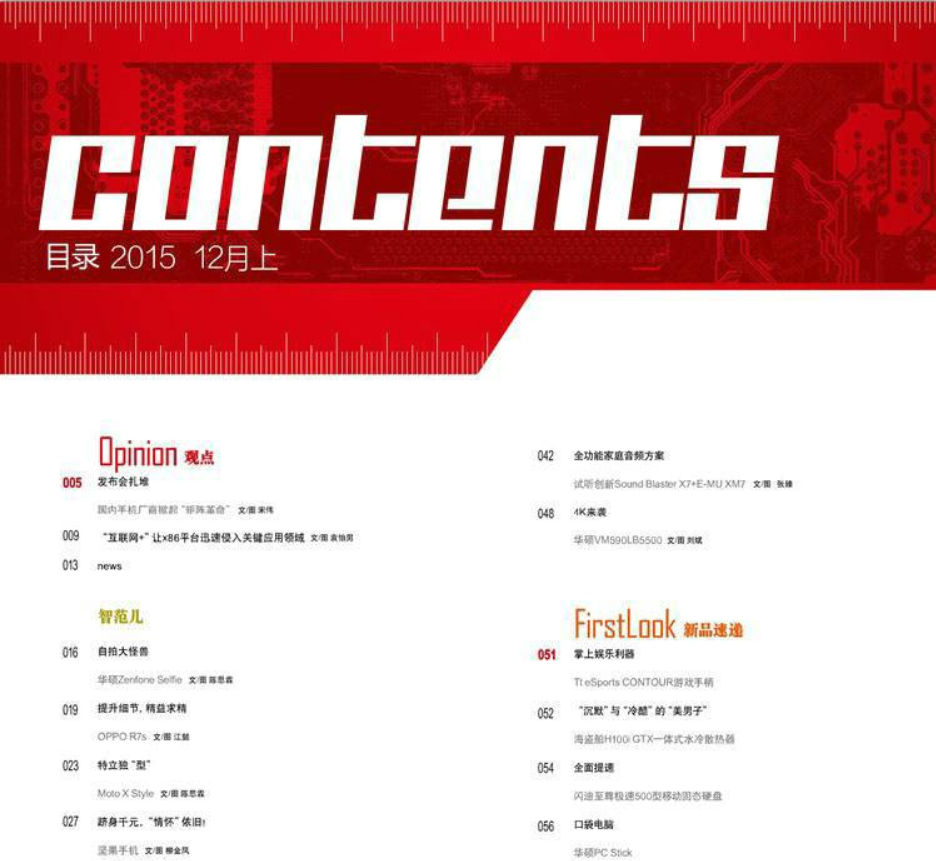 contents
目录 2015 12月上
Opinion 观点
005 发布会扎堆
国内手机厂商掀起“矩阵革命” 文/图 宋伟
009 “互联网+”让x86平台迅速侵入关键应用领域 文/图 袁怡男
013 news
智范儿
016 自拍大怪兽
华硕Zenfone Selfie 文/图 陈思霖
019 提升细节,精益求精
OPPO R7s 文/图 江懿
023 特立独“型”
Moto X Style 文/图 陈思霖
027 跻身千元,“情怀”依旧!
坚果手机 文/图 柳金凤
042 全功能家庭音频方案
试听创新Sound Blaster X7+E-MU XM7 文/图 张臻
048 4K来袭
华硕VM590LB5500 文/图 刘斌
FirstLook 新品速递
051 掌上娱乐利器
Tt eSports CONTOUR游戏手柄
052 “沉默”与“冷酷”的“美男子”
海盗船H100i GTX一体式水冷散热器
054 全面提速
闪迪至尊极速500型移动固态硬盘
056 口袋电脑
华硕PC Stick